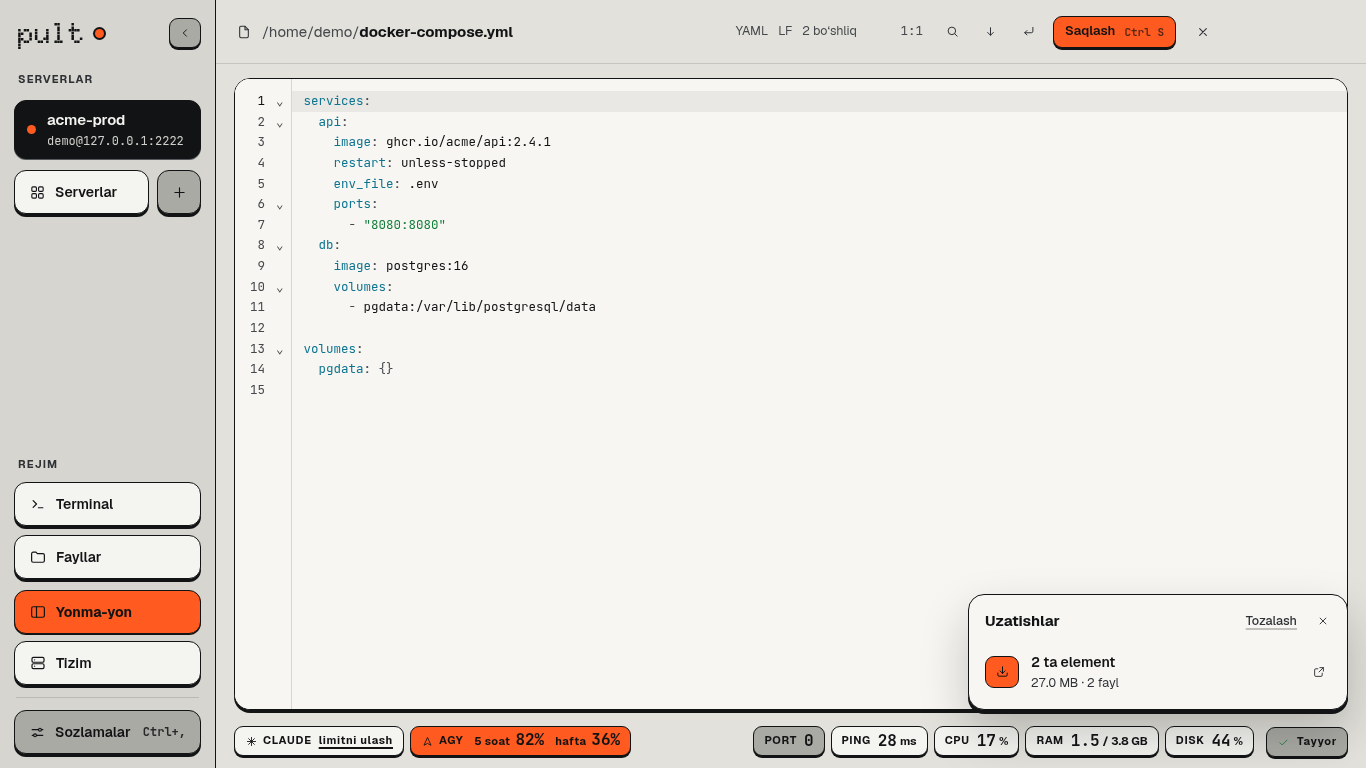 pult
SERVERLAR
acme-prod
demo@127.0.0.1:2222
Serverlar
REJIM
Terminal
Fayllar
Yonma-yon
Tizim
Sozlamalar Ctrl+,
/home/demo/docker-compose.yml
YAML LF 2 boʻshliq 1:1
Saqlash Ctrl S
1 services:
2   api:
3     image: ghcr.io/acme/api:2.4.1
4     restart: unless-stopped
5     env_file: .env
6     ports:
7       - "8080:8080"
8   db:
9     image: postgres:16
10     volumes:
11       - pgdata:/var/lib/postgresql/data
12
13 volumes:
14   pgdata: {}
15
Uzatishlar Tozalash
2 ta element
27.0 MB · 2 fayl
CLAUDE limitni ulash
AGY 5 soat 82% hafta 36%
PORT 0
PING 28 ms
CPU 17 %
RAM 1.5 / 3.8 GB
DISK 44 %
Tayyor